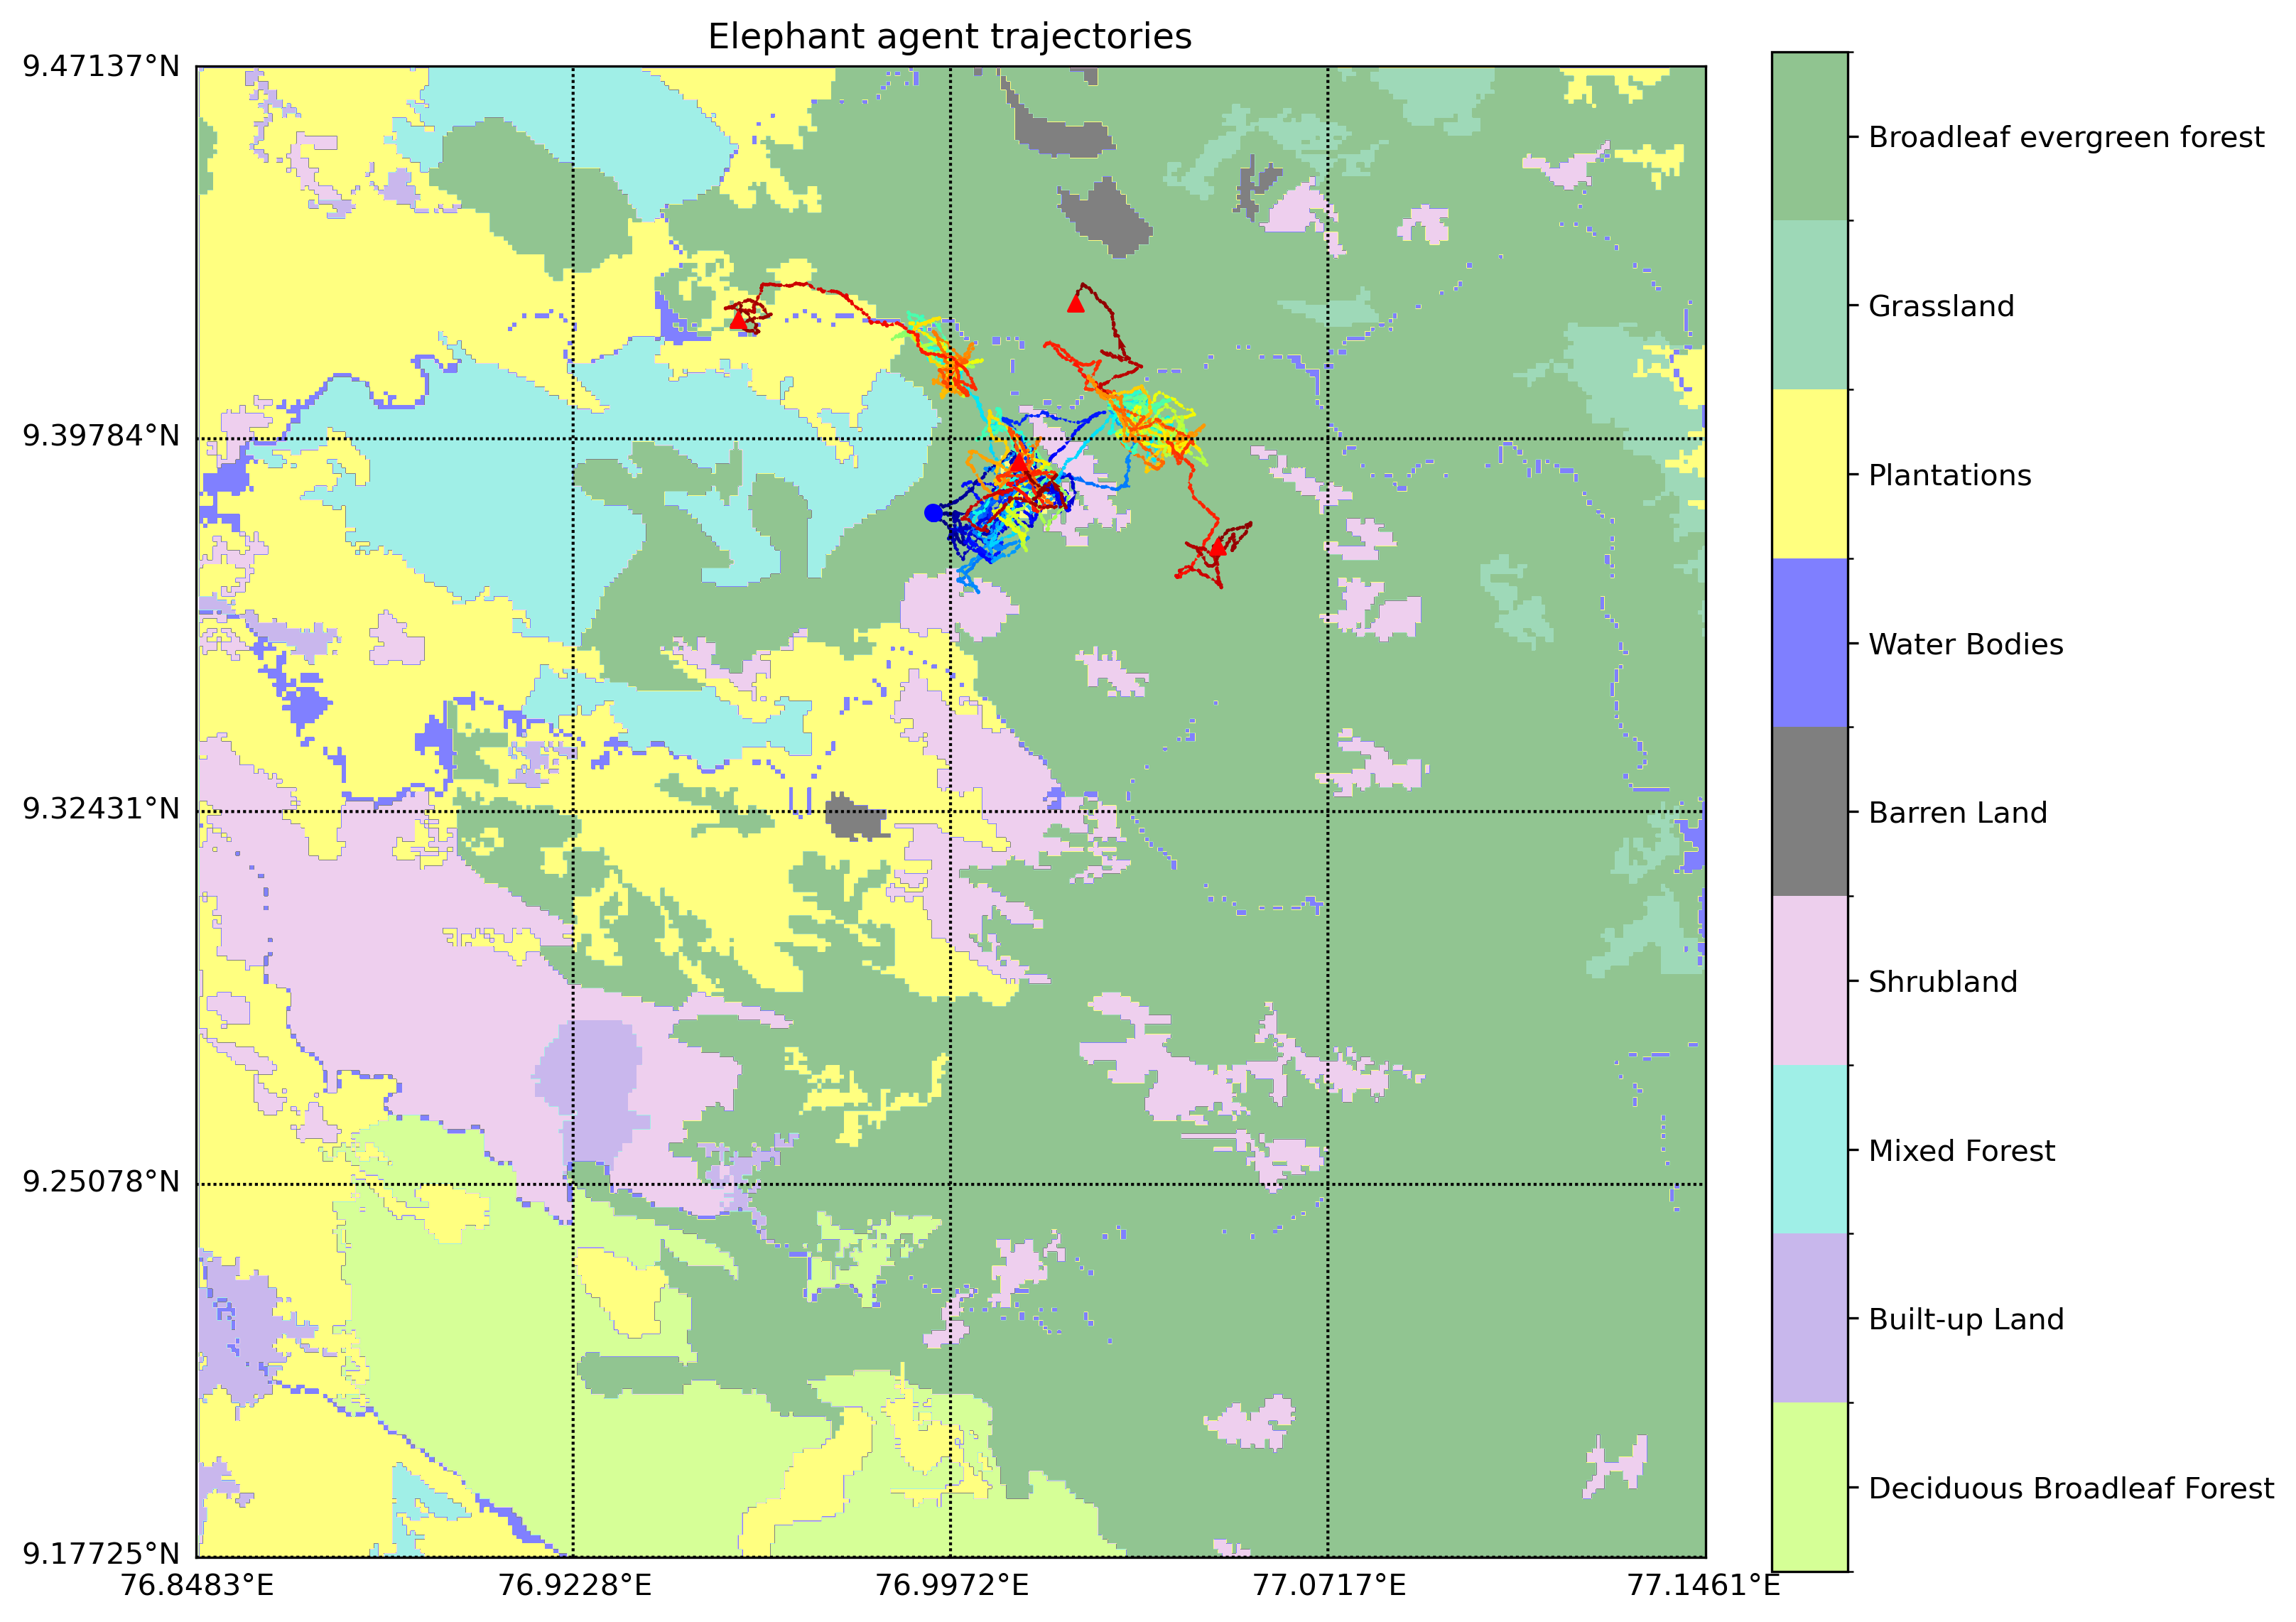 Elephant agent trajectories
9.47137°N
9.39784°N
9.32431°N
9.25078°N
9.17725°N
76.8483°E
76.9228°E
76.9972°E
77.0717°E
77.1461°E
Broadleaf evergreen forest
Grassland
Plantations
Water Bodies
Barren Land
Shrubland
Mixed Forest
Built-up Land
Deciduous Broadleaf Forest